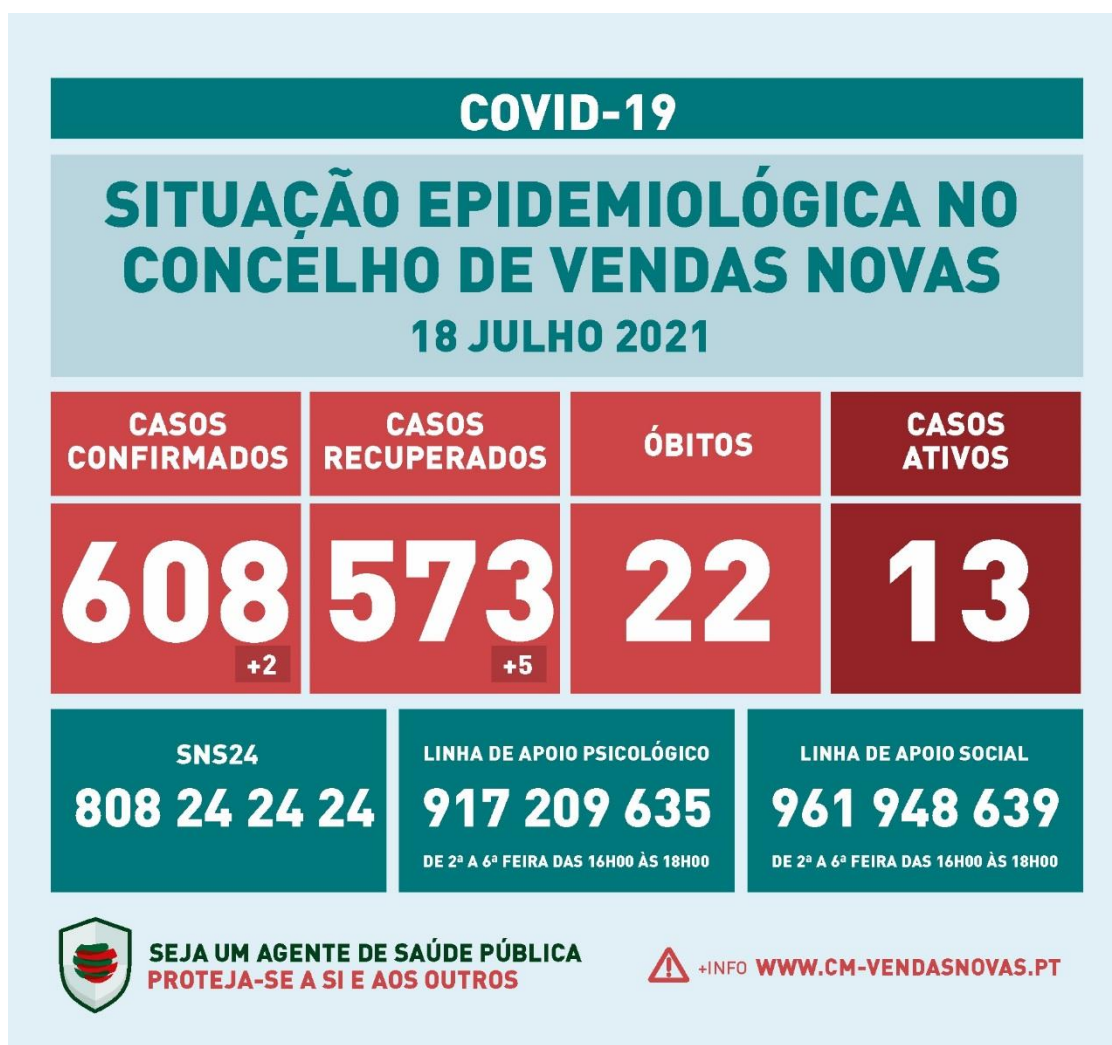 COVID-19
SITUAÇÃO EPIDEMIOLÓGICA NO
CONCELHO DE VENDAS NOVAS
18 JULHO 2021
CASOS
CONFIRMADOS
608
+2
CASOS
RECUPERADOS
573
+5
ÓBITOS
22
CASOS
ATIVOS
13
SNS24
808 24 24 24
LINHA DE APOIO PSICOLÓGICO
917 209 635
DE 2ª A 6ª FEIRA DAS 16H00 ÀS 18H00
LINHA DE APOIO SOCIAL
961 948 639
DE 2ª A 6ª FEIRA DAS 16H00 ÀS 18H00
SEJA UM AGENTE DE SAÚDE PÚBLICA
PROTEJA-SE A SI E AOS OUTROS
+INFO WWW.CM-VENDASNOVAS.PT